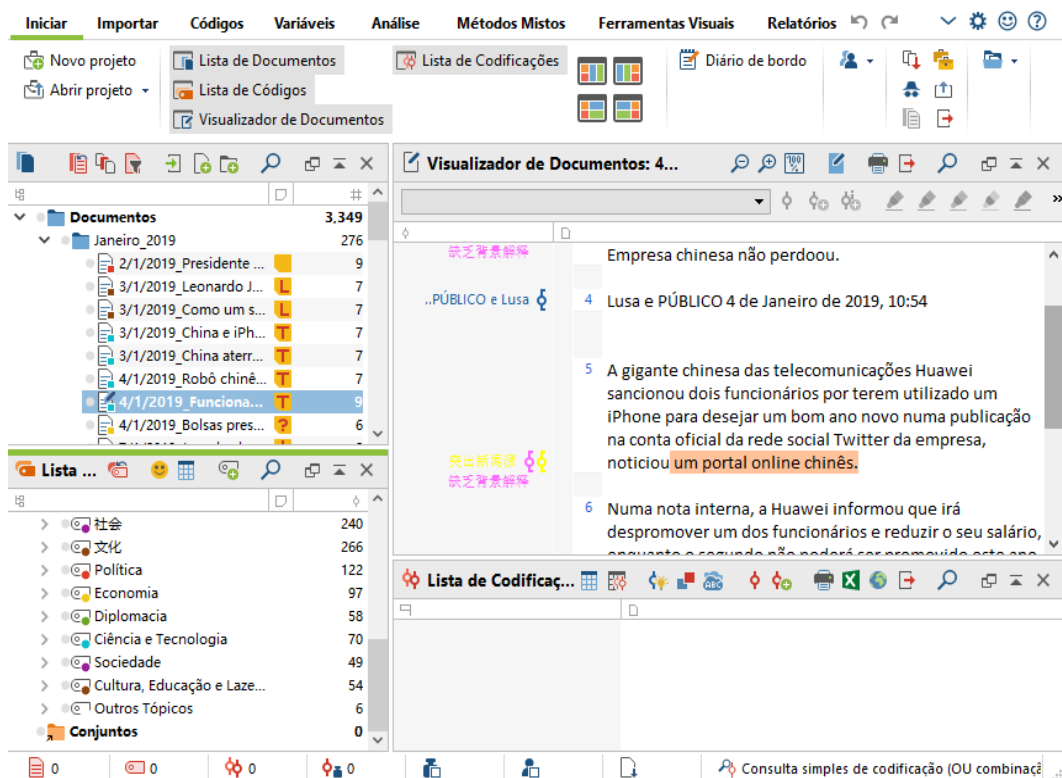 Iniciar Importar Códigos Variáveis Análise Métodos Mistos Ferramentas Visuais Relatórios
Novo projeto
Abrir projeto
Lista de Documentos
Lista de Códigos
Visualizador de Documentos
Lista de Codificações
Diário de bordo
Visualizador de Documentos: 4...
Documentos 3,349
Janeiro_2019 276
2/1/2019_Presidente ... 9
3/1/2019_Leonardo J... L 7
3/1/2019_Como um s... L 7
3/1/2019_China e iPh... T 7
3/1/2019_China aterr... T 7
4/1/2019_Robô chinê... T 7
4/1/2019_Funciona... T 9
4/1/2019_Bolsas pres... ? 6
缺乏背景解释
Empresa chinesa não perdoou.
..PÚBLICO e Lusa
4 Lusa e PÚBLICO 4 de Janeiro de 2019, 10:54
5 A gigante chinesa das telecomunicações Huawei
sancionou dois funcionários por terem utilizado um
iPhone para desejar um bom ano novo numa publicação
na conta oficial da rede social Twitter da empresa,
noticiou um portal online chinês.
缺乏背景解释
6 Numa nota interna, a Huawei informou que irá
despromover um dos funcionários e reduzir o seu salário,
enquanto o segundo não poderá ser promovido este ano
Lista ...
社会 240
文化 266
Política 122
Economia 97
Diplomacia 58
Ciência e Tecnologia 70
Sociedade 49
Cultura, Educação e Laze... 54
Outros Tópicos 6
Conjuntos 0
Lista de Codificaç...
0 0 0 0
Consulta simples de codificação (OU combinaçã